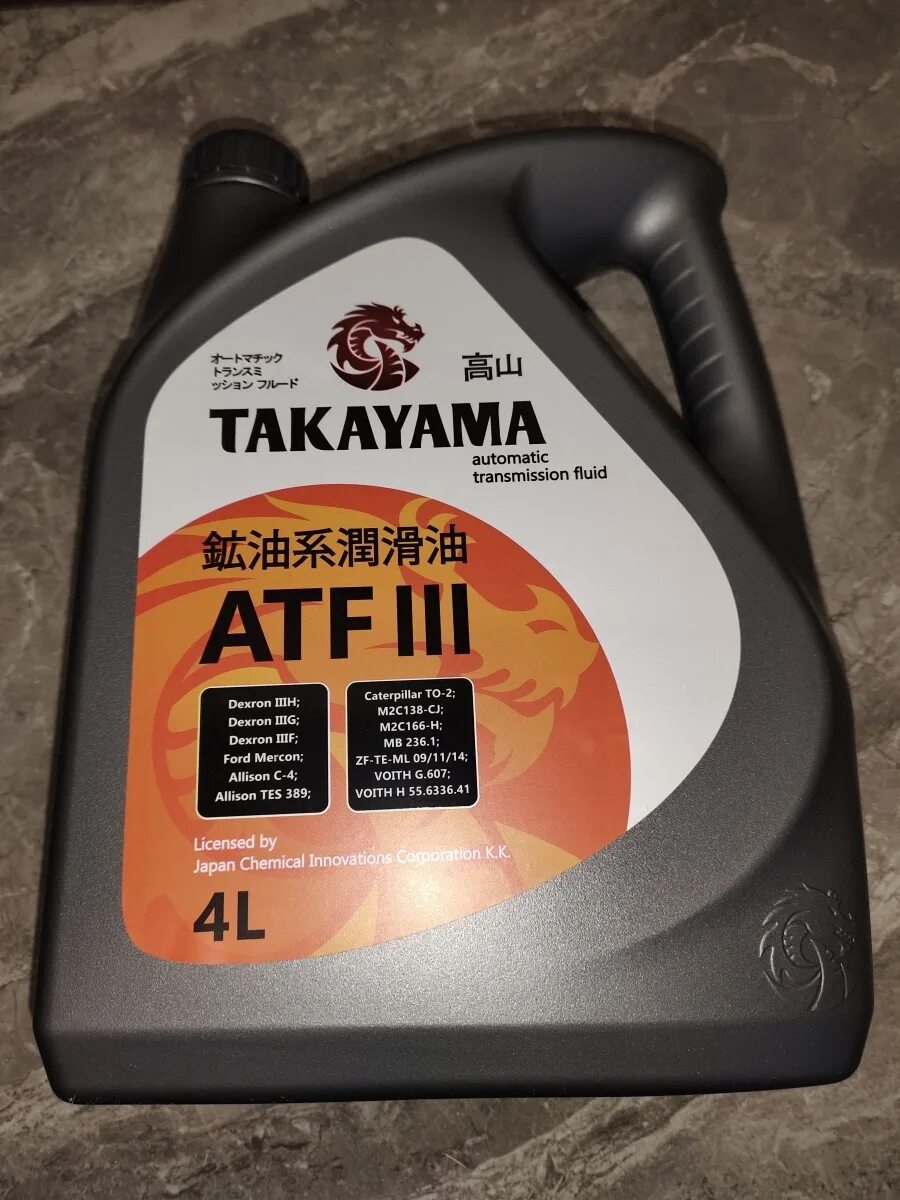 オートマチック
トランスミ
ッション フルード
高山
TAKAYAMA
automatic
transmission fluid
鉱油系潤滑油
ATF III
Dexron IIIH;
Dexron IIIG;
Dexron IIIF;
Ford Mercon;
Allison C-4;
Allison TES 389;
Caterpillar TO-2;
M2C138-CJ;
M2C166-H;
MB 236.1;
ZF-TE-ML 09/11/14;
VOITH G.607;
VOITH H 55.6336.41
Licensed by
Japan Chemical Innovations Corporation K.K.
4L